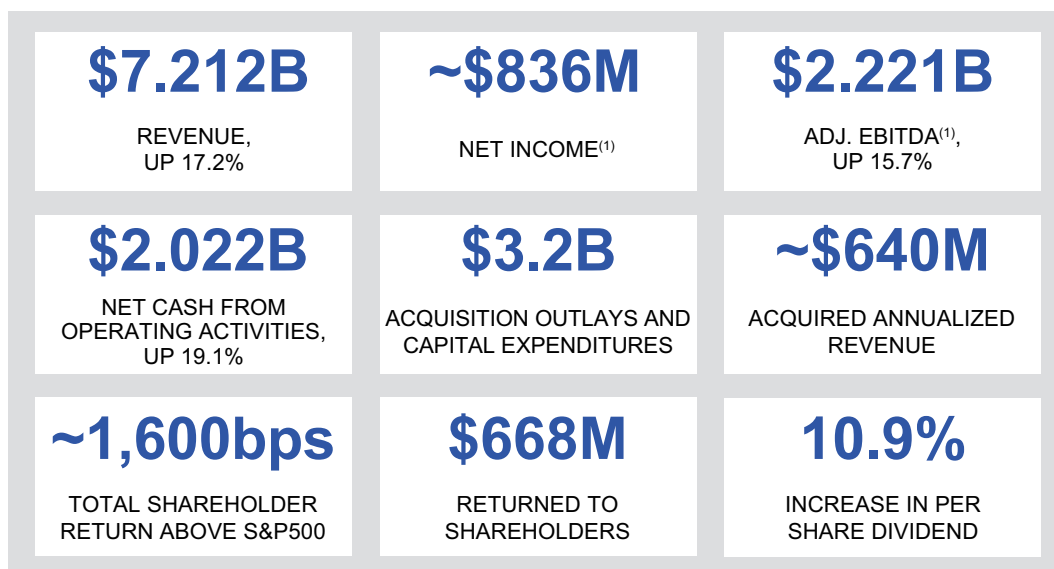 $7.212B
REVENUE,
UP 17.2%
~$836M
NET INCOME(1)
$2.221B
ADJ. EBITDA(1),
UP 15.7%
$2.022B
NET CASH FROM
OPERATING ACTIVITIES,
UP 19.1%
$3.2B
ACQUISITION OUTLAYS AND
CAPITAL EXPENDITURES
~$640M
ACQUIRED ANNUALIZED
REVENUE
~1,600bps
TOTAL SHAREHOLDER
RETURN ABOVE S&P500
$668M
RETURNED TO
SHAREHOLDERS
10.9%
INCREASE IN PER
SHARE DIVIDEND